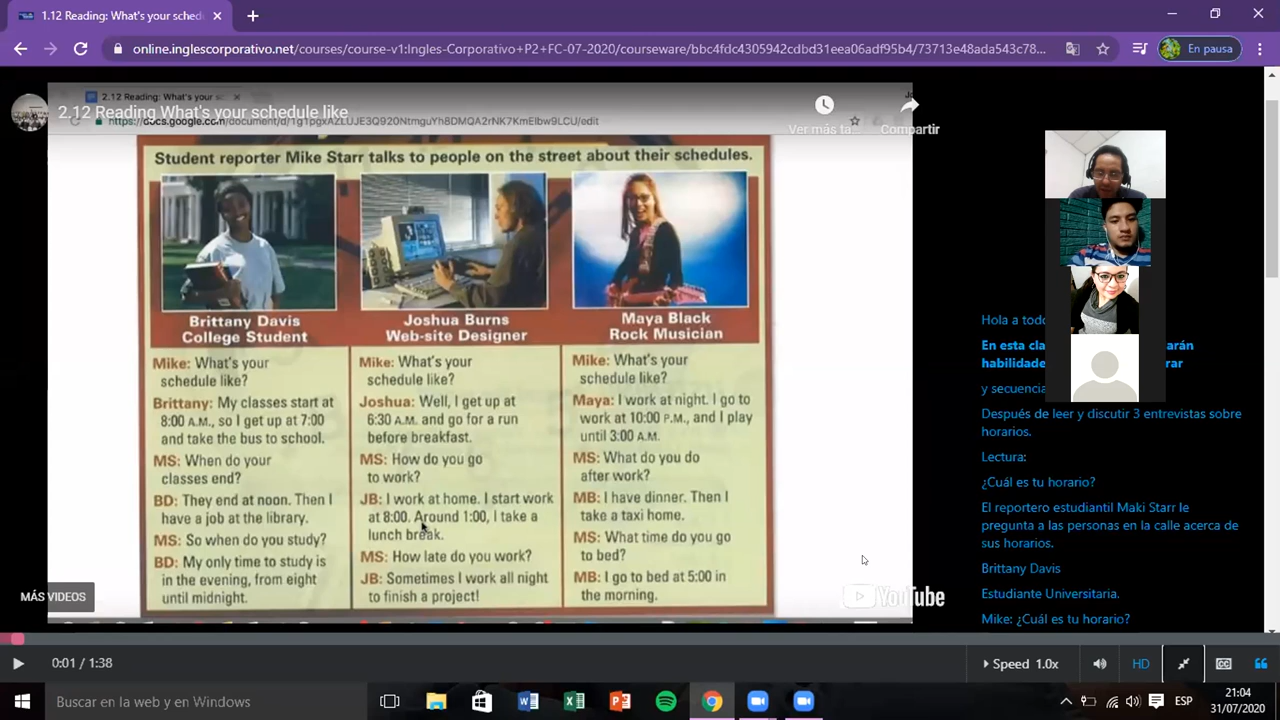 1.12 Reading: What's your sched
online.inglescorporativo.net/courses/course-v1:Ingles-Corporativo+P2+FC-07-2020/courseware/bbc4fdc4305942cdbd31eea06adf95b4/73713e48ada543c78...
En pausa
2.12 Reading: What's your
2.12 Reading What's your schedule like
Ver más ta...
Compartir
Student reporter Mike Starr talks to people on the street about their schedules.
Brittany Davis
College Student
Mike: What's your
schedule like?
Brittany: My classes start at
8:00 A.M., so I get up at 7:00
and take the bus to school.
MS: When do your
classes end?
BD: They end at noon. Then I
have a job at the library.
MS: So when do you study?
BD: My only time to study is
in the evening, from eight
until midnight.
Joshua Burns
Web-site Designer
Mike: What's your
schedule like?
Joshua: Well, I get up at
6:30 A.M. and go for a run
before breakfast.
MS: How do you go
to work?
JB: I work at home. I start work
at 8:00. Around 1:00, I take a
lunch break.
MS: How late do you work?
JB: Sometimes I work all night
to finish a project!
Maya Black
Rock Musician
Mike: What's your
schedule like?
Maya: I work at night. I go to
work at 10:00 P.M., and I play
until 3:00 A.M.
MS: What do you do
after work?
MB: I have dinner. Then I
take a taxi home.
MS: What time do you go
to bed?
MB: I go to bed at 5:00 in
the morning.
MÁS VIDEOS
YouTube
Hola a todo
En esta cla arán
habilidade rar
y secuencia
Después de leer y discutir 3 entrevistas sobre
horarios.
Lectura:
¿Cuál es tu horario?
El reportero estudiantil Maki Starr le
pregunta a las personas en la calle acerca de
sus horarios.
Brittany Davis
Estudiante Universitaria.
Mike: ¿Cuál es tu horario?
0:01 / 1:38
Speed 1.0x
HD
Buscar en la web y en Windows
ESP
21:04
31/07/2020